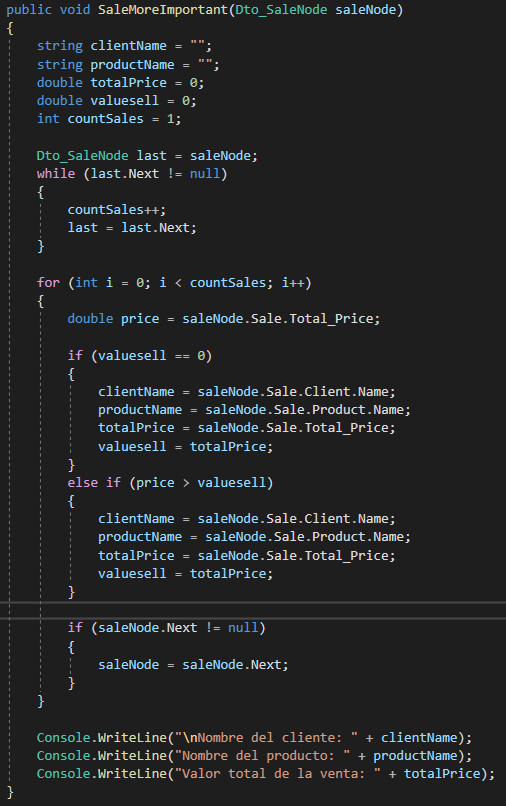 public void SaleMoreImportant(Dto_SaleNode saleNode)
{
string clientName = "";
string productName = "";
double totalPrice = 0;
double valuesell = 0;
int countSales = 1;
Dto_SaleNode last = saleNode;
while (last.Next != null)
{
countSales++;
last = last.Next;
}
for (int i = 0; i < countSales; i++)
{
double price = saleNode.Sale.Total_Price;
if (valuesell == 0)
{
clientName = saleNode.Sale.Client.Name;
productName = saleNode.Sale.Product.Name;
totalPrice = saleNode.Sale.Total_Price;
valuesell = totalPrice;
}
else if (price > valuesell)
{
clientName = saleNode.Sale.Client.Name;
productName = saleNode.Sale.Product.Name;
totalPrice = saleNode.Sale.Total_Price;
valuesell = totalPrice;
}
if (saleNode.Next != null)
{
saleNode = saleNode.Next;
}
}
Console.WriteLine("\nNombre del cliente: " + clientName);
Console.WriteLine("Nombre del producto: " + productName);
Console.WriteLine("Valor total de la venta: " + totalPrice);
}